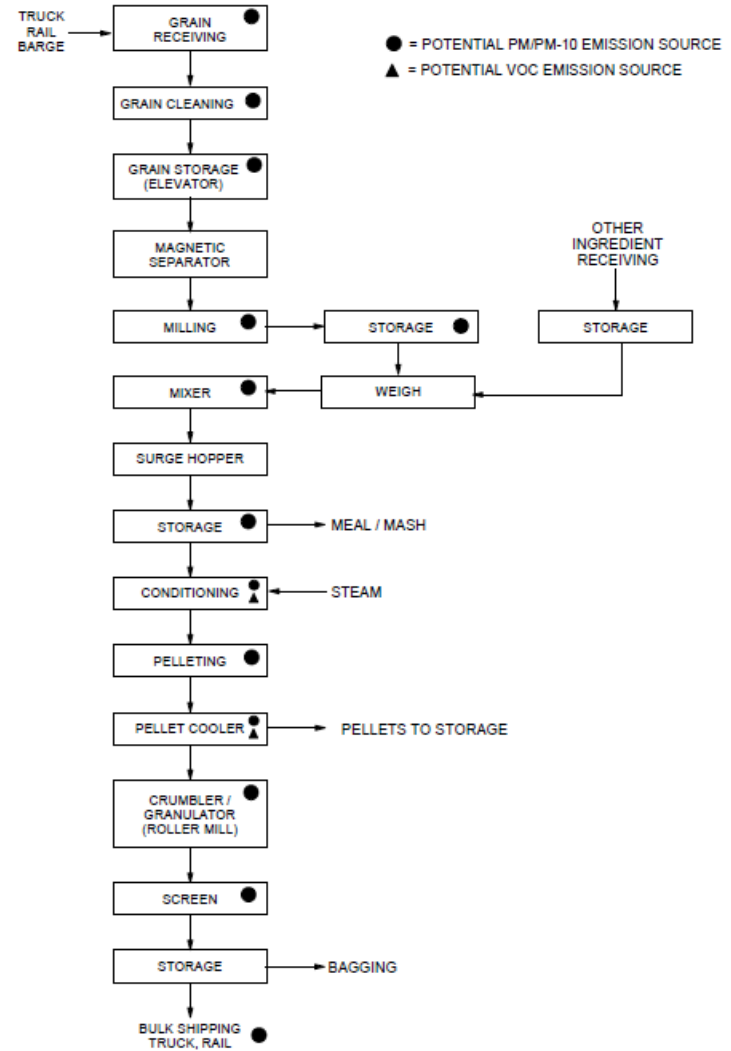 TRUCK
RAIL
BARGE
GRAIN
RECEIVING
= POTENTIAL PM/PM-10 EMISSION SOURCE
= POTENTIAL VOC EMISSION SOURCE
GRAIN CLEANING
GRAIN STORAGE
(ELEVATOR)
MAGNETIC
SEPARATOR
OTHER
INGREDIENT
RECEIVING
MILLING
STORAGE
STORAGE
MIXER
WEIGH
SURGE HOPPER
STORAGE
MEAL / MASH
CONDITIONING
STEAM
PELLETING
PELLET COOLER
PELLETS TO STORAGE
CRUMBLER /
GRANULATOR
(ROLLER MILL)
SCREEN
STORAGE
BAGGING
BULK SHIPPING
TRUCK, RAIL